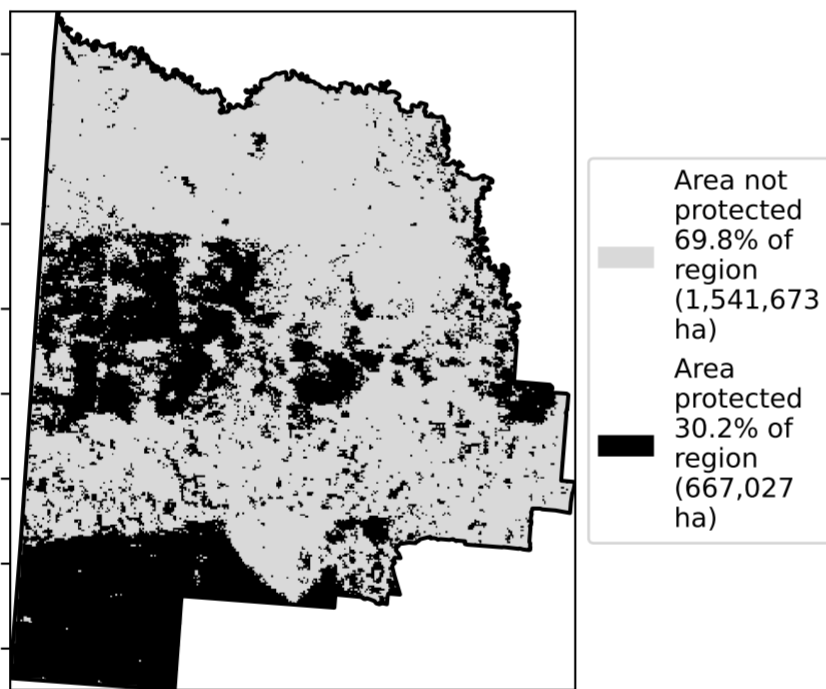 Area not
protected
69.8% of
region
(1,541,673
ha)
Area
protected
30.2% of
region
(667,027
ha)